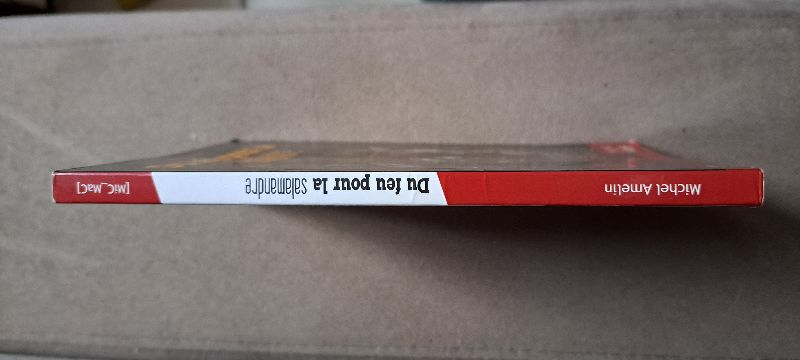 Michel Amelin
Du feu pour la salamandre
[MiC_MaC]